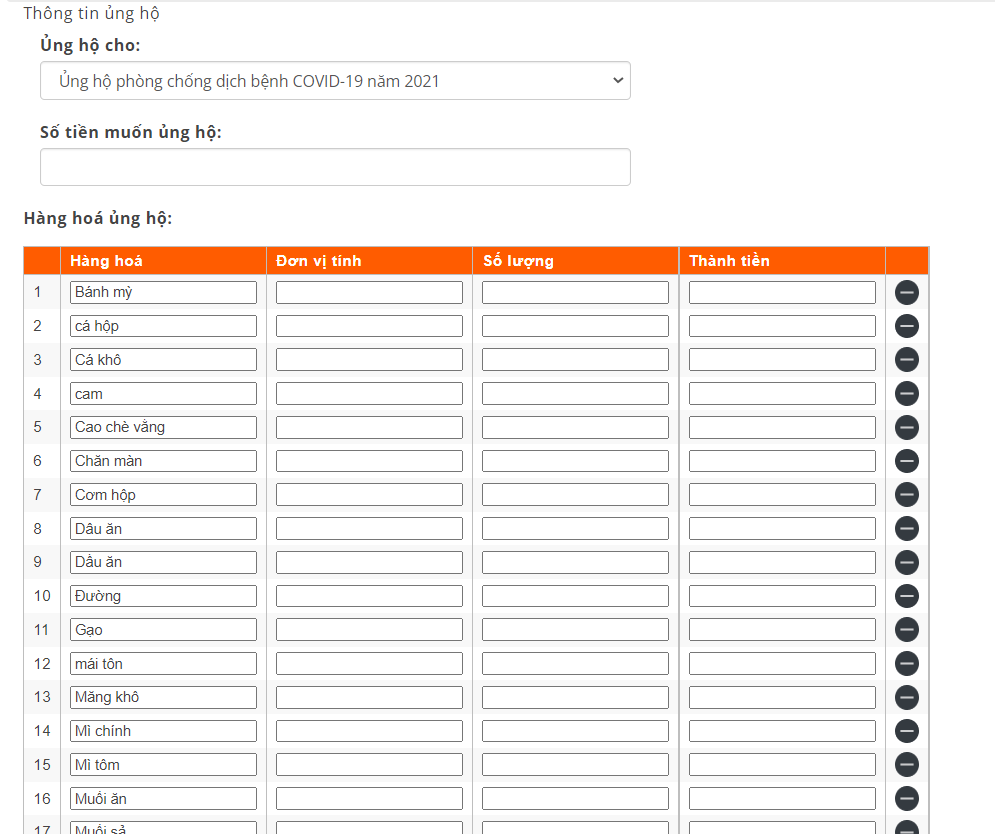 Thông tin ủng hộ
Ủng hộ cho:
Ủng hộ phòng chống dịch bệnh COVID-19 năm 2021
Số tiền muốn ủng hộ:
Hàng hoá ủng hộ:
Hàng hoá Đơn vị tính Số lượng Thành tiền
1 Bánh mỳ
2 cá hộp
3 Cá khô
4 cam
5 Cao chè vằng
6 Chăn màn
7 Cơm hộp
8 Dâu ăn
9 Dầu ăn
10 Đường
11 Gạo
12 mái tôn
13 Măng khô
14 Mì chính
15 Mì tôm
16 Muối ăn
17 Muối sả